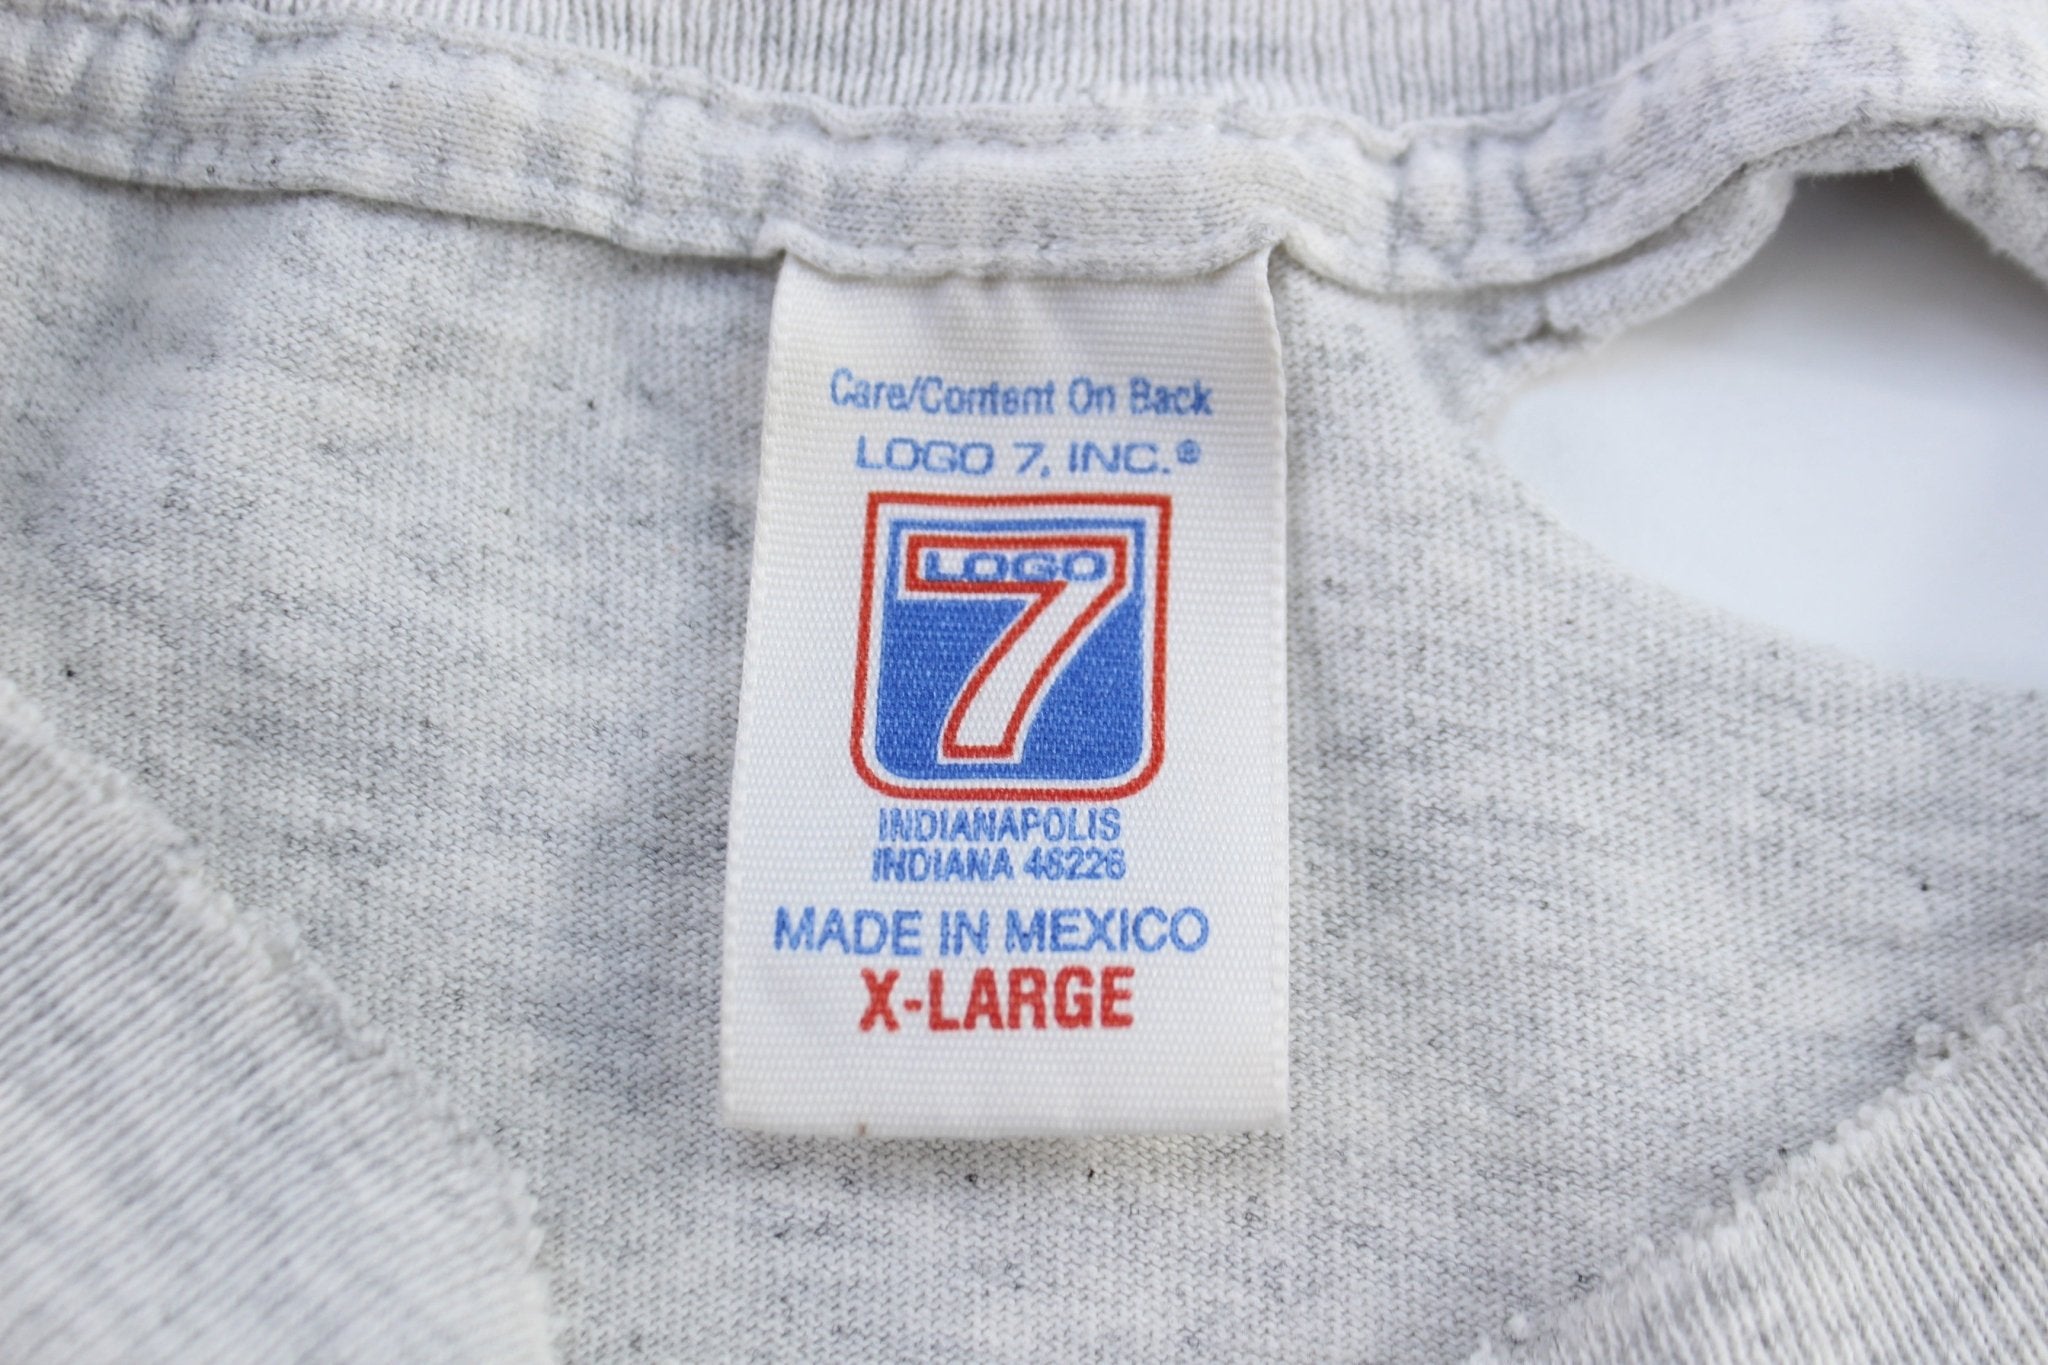 Care/Content On Back
LOGO 7, INC.®
LOGO
7
INDIANAPOLIS
INDIANA 46226
MADE IN MEXICO
X-LARGE